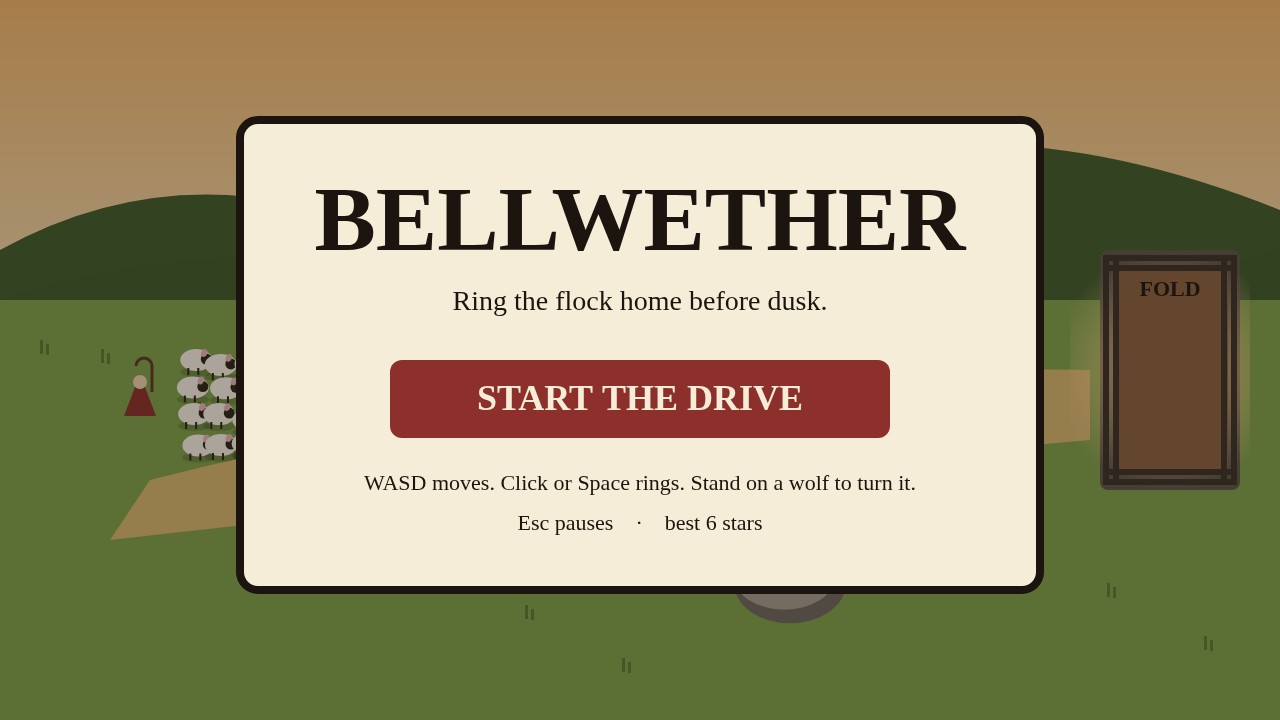 BELLWETHER
Ring the flock home before dusk.
FOLD
START THE DRIVE
WASD moves. Click or Space rings. Stand on a wolf to turn it.
Esc pauses · best 6 stars